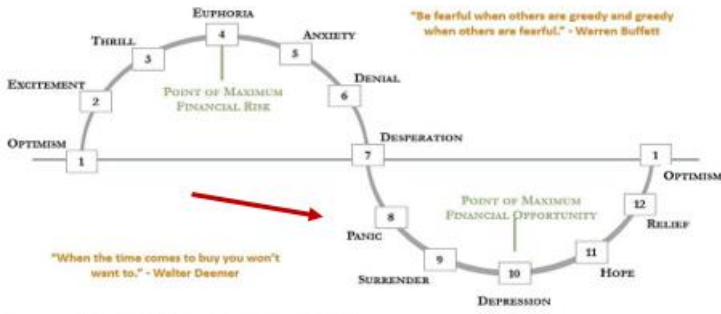 EUPHORIA
4
"Be fearful when others are greedy and greedy
when others are fearful." - Warren Buffett
THRILL
3
5
ANXIETY
EXCITEMENT
2
POINT OF MAXIMUM
FINANCIAL RISK
6
DENIAL
OPTIMISM
1
7
DESPERATION
1
OPTIMISM
8
PANIC
POINT OF MAXIMUM
FINANCIAL OPPORTUNITY
12
RELIEF
"When the time comes to buy you won't
want to." - Walter Deemer
9
SURRENDER
10
DEPRESSION
11
HOPE